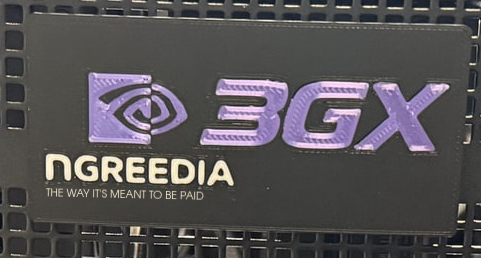 3GX
NGREEDIA
THE WAY IT'S MEANT TO BE PAID